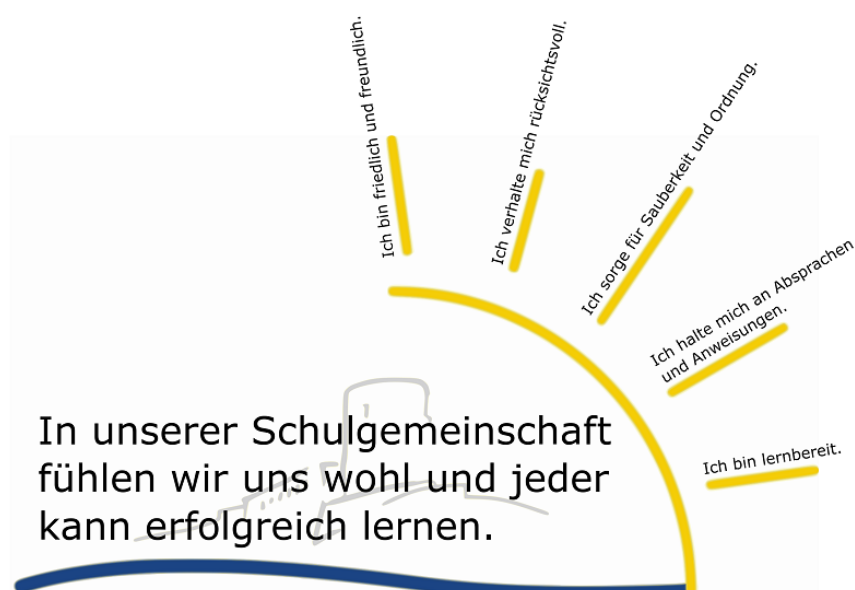 Ich bin friedlich und freundlich.
Ich verhalte mich rücksichtsvoll.
Ich sorge für Sauberkeit und Ordnung.
Ich halte mich an Absprachen
und Anweisungen.
Ich bin lernbereit.
In unserer Schulgemeinschaft
fühlen wir uns wohl und jeder
kann erfolgreich lernen.